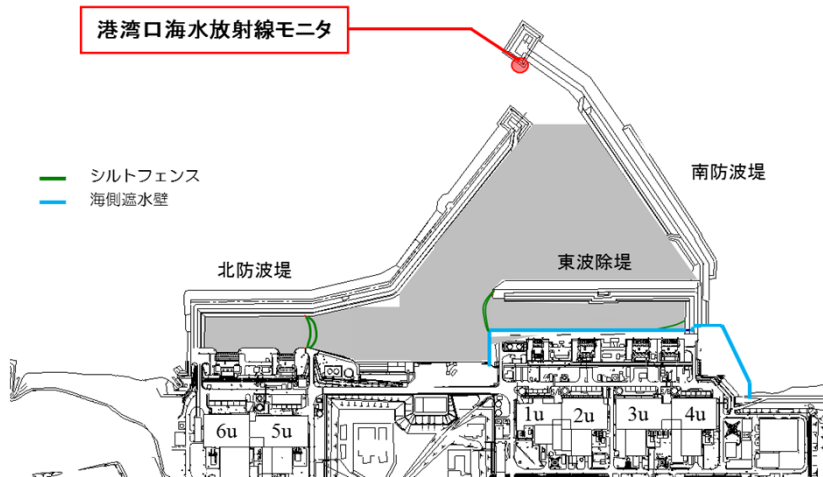 港湾口海水放射線モニタ
シルトフェンス
海側遮水壁
南防波堤
北防波堤
東波除堤
1u
2u
3u
4u
6u
5u